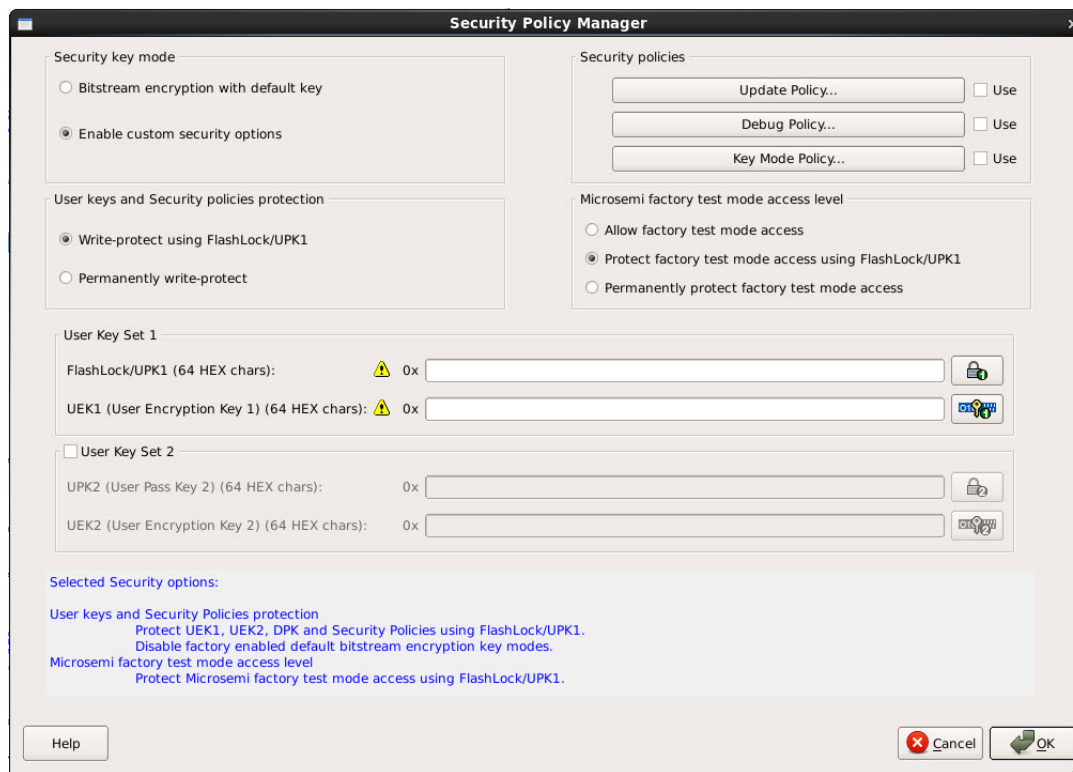 Security Policy Manager
Security key mode
Bitstream encryption with default key
Enable custom security options
Security policies
Update Policy... Use
Debug Policy... Use
Key Mode Policy... Use
User keys and Security policies protection
Write-protect using FlashLock/UPK1
Permanently write-protect
Microsemi factory test mode access level
Allow factory test mode access
Protect factory test mode access using FlashLock/UPK1
Permanently protect factory test mode access
User Key Set 1
FlashLock/UPK1 (64 HEX chars): 0x
UEK1 (User Encryption Key 1) (64 HEX chars): 0x
User Key Set 2
UPK2 (User Pass Key 2) (64 HEX chars): 0x
UEK2 (User Encryption Key 2) (64 HEX chars): 0x
Selected Security options:
User keys and Security Policies protection
Protect UEK1, UEK2, DPK and Security Policies using FlashLock/UPK1.
Disable factory enabled default bitstream encryption key modes.
Microsemi factory test mode access level
Protect Microsemi factory test mode access using FlashLock/UPK1.
Help Cancel OK